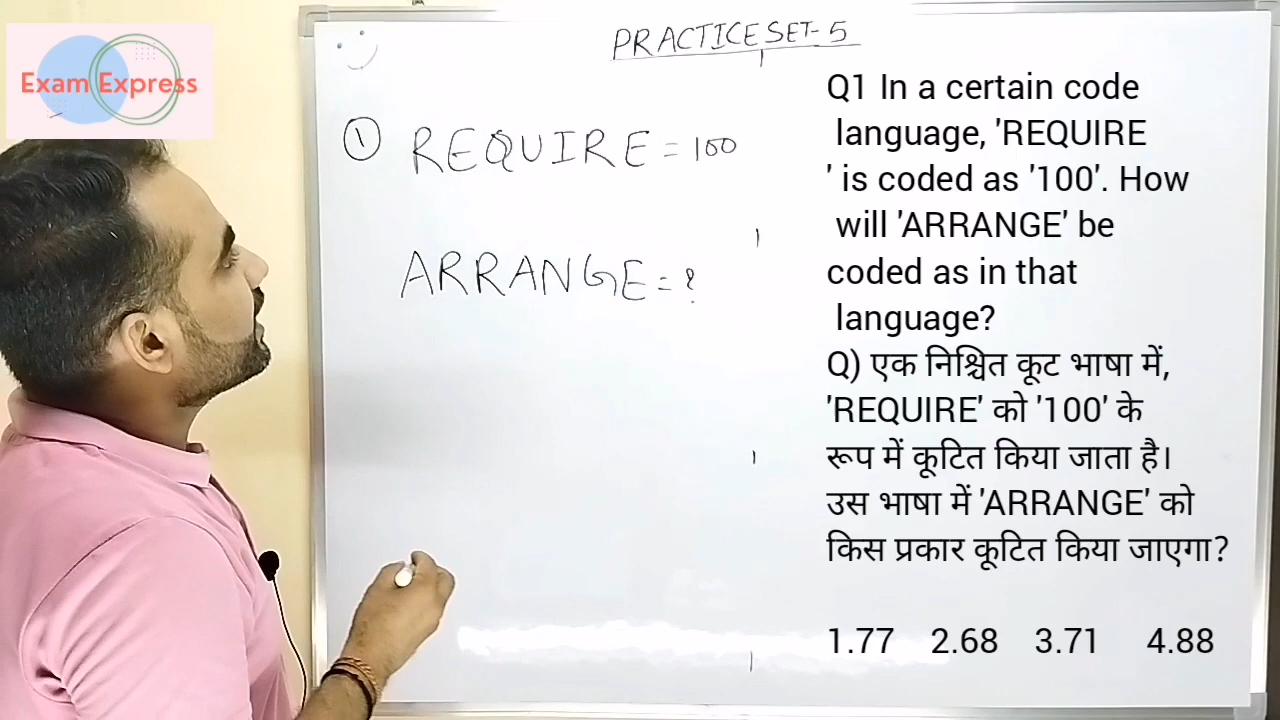 Exam Express
PRACTICE SET-5
① REQUIRE = 100
ARRANGE = ?
Q1 In a certain code
language, 'REQUIRE
' is coded as '100'. How
will 'ARRANGE' be
coded as in that
language?
Q) एक निश्चित कूट भाषा में,
'REQUIRE' को '100' के
रूप में कूटित किया जाता है।
उस भाषा में 'ARRANGE' को
किस प्रकार कूटित किया जाएगा?
1.77 2.68 3.71 4.88